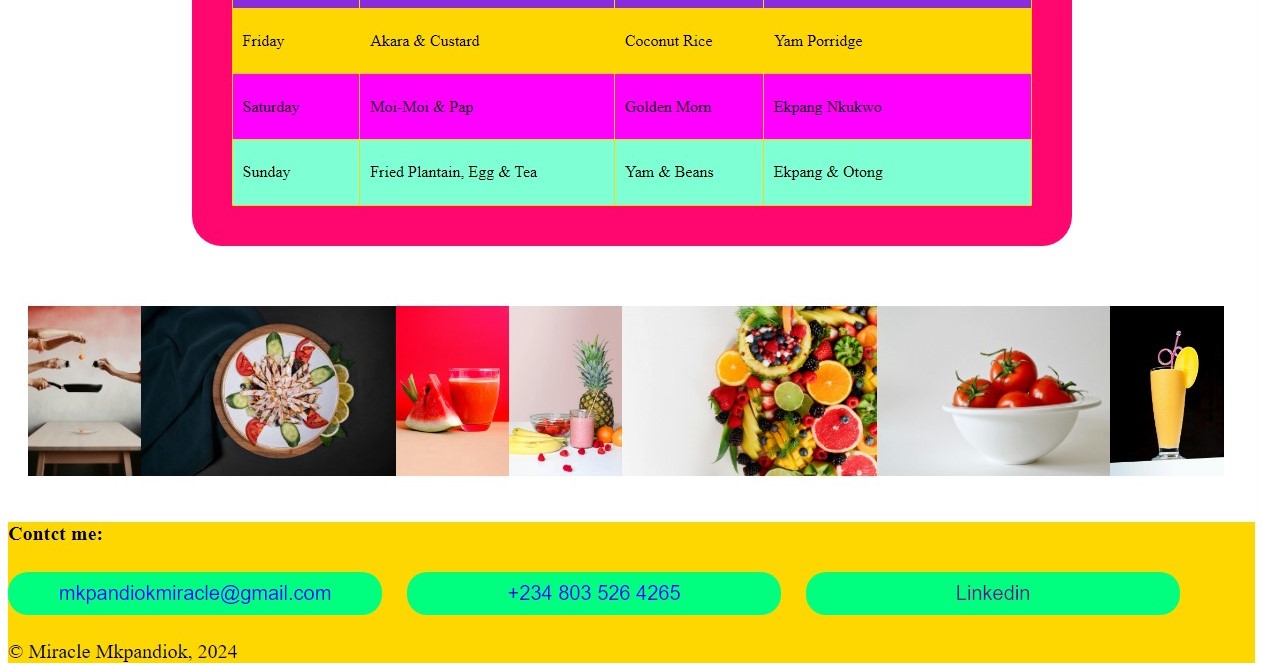 Friday Akara & Custard Coconut Rice Yam Porridge
Saturday Moi-Moi & Pap Golden Morn Ekpang Nkukwo
Sunday Fried Plantain, Egg & Tea Yam & Beans Ekpang & Otong
Contct me:
mkpandiokmiracle@gmail.com +234 803 526 4265 Linkedin
© Miracle Mkpandiok, 2024